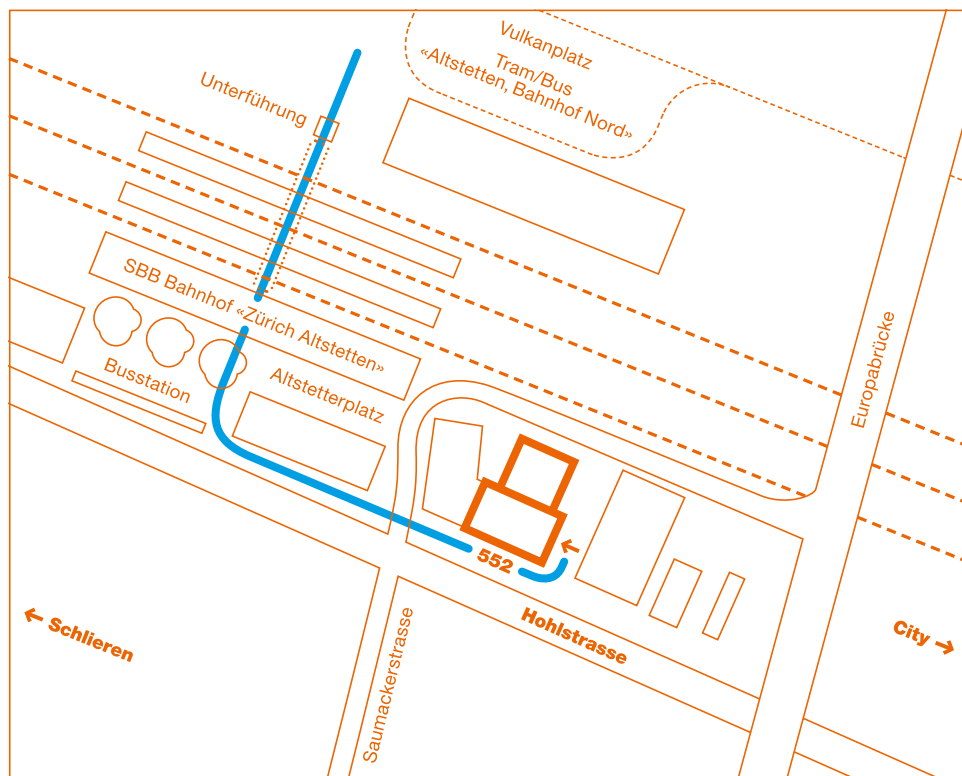 Vulkanplatz
Tram/Bus
«Altstetten, Bahnhof Nord»
Unterführung
SBB Bahnhof «Zürich Altstetten»
Busstation
Altstetterplatz
Europabrücke
552
Hohlstrasse
← Schlieren
City →
Saumackerstrasse